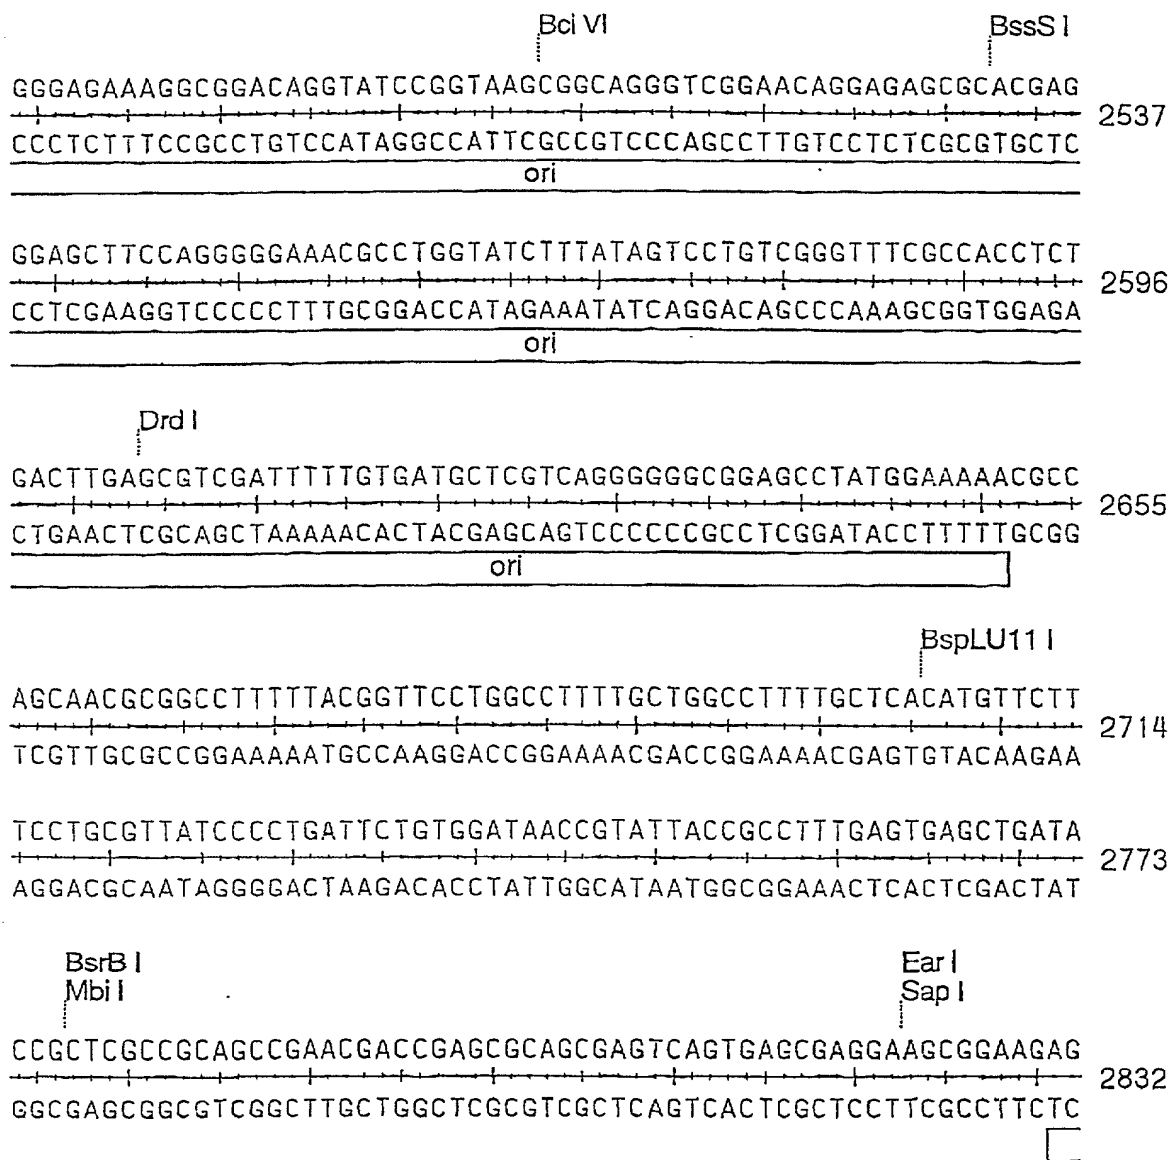 Bci VI BssS I
GGGAGAAAGGCGGACAGGTATCCGGTAAGCGGCAGGGTCGGAACAGGAGAGCGCACGAG
2537
CCCTCTTTCCGCCTGTCCATAGGCCATTCGCCGTCCCAGCCTTGTCCTCTCGCGTGCTC
ori
GGAGCTTCCAGGGGGAAACGCCTGGTATCTTTATAGTCCTGTCGGGTTTCGCCACCTCT
2596
CCTCGAAGGTCCCCCTTTGCGGACCATAGAAATATCAGGACAGCCCAAAGCGGTGGAGA
ori
Drd I
GACTTGAGCGTCGATTTTTGTGATGCTCGTCAGGGGGGCGGAGCCTATGGAAAAACGCC
2655
CTGAACTCGCAGCTAAAAACACTACGAGCAGTCCCCCCGCCTCGGATACCTTTTTGCGG
ori
BspLU11 I
AGCAACGCGGCCTTTTTACGGTTCCTGGCCTTTTGCTGGCCTTTTGCTCACATGTTCTT
2714
TCGTTGCGCCGGAAAAATGCCAAGGACCGGAAAACGACCGGAAAACGAGTGTACAAGAA
TCCTGCGTTATCCCCTGATTCTGTGGATAACCGTATTACCGCCTTTGAGTGAGCTGATA
2773
AGGACGCAATAGGGGACTAAGACACCTATTGGCATAATGGCGGAAACTCACTCGACTAT
BsrB I Ear I
Mbi I Sap I
CCGCTCGCCGCAGCCGAACGACCGAGCGCAGCGAGTCAGTGAGCGAGGAAGCGGAAGAG
2832
GGCGAGCGGCGTCGGCTTGCTGGCTCGCGTCGCTCAGTCACTCGCTCCTTCGCCTTCTC